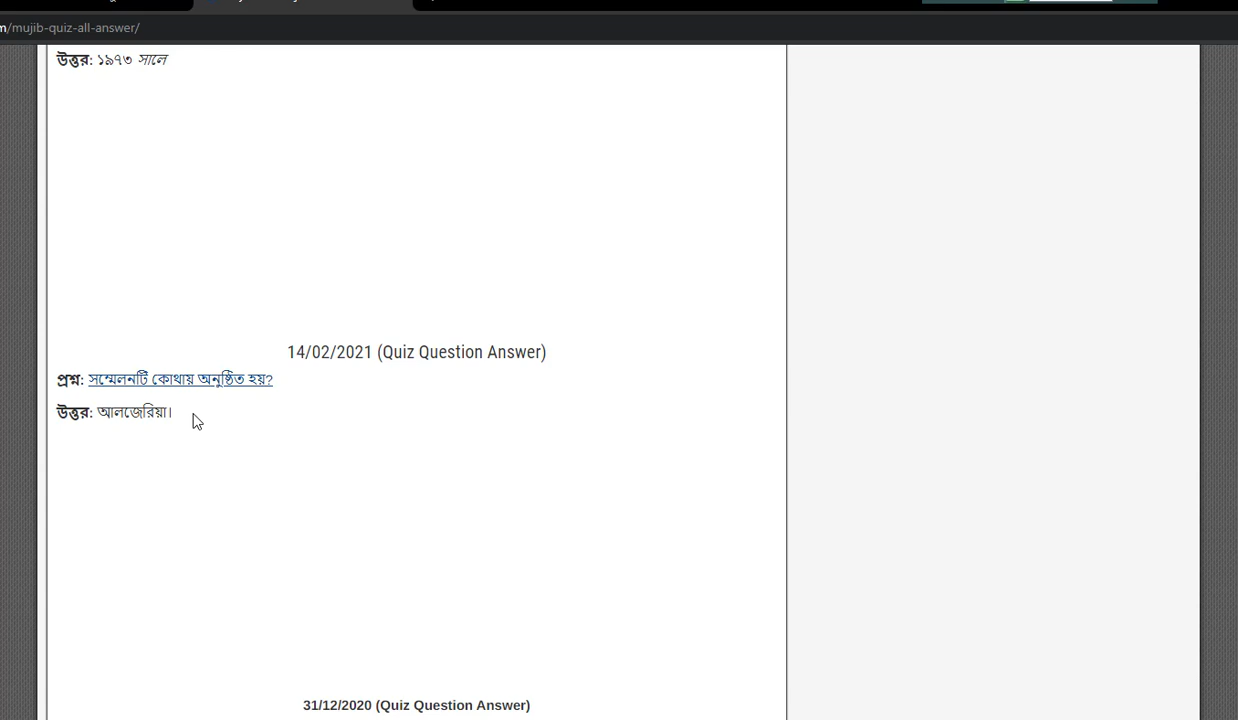 m/mujib-quiz-all-answer/
উত্তর: ১৯৭৩ সালে
14/02/2021 (Quiz Question Answer)
প্রশ্ন: সম্মেলনটি কোথায় অনুষ্ঠিত হয়?
উত্তর: আলজেরিয়া।
31/12/2020 (Quiz Question Answer)